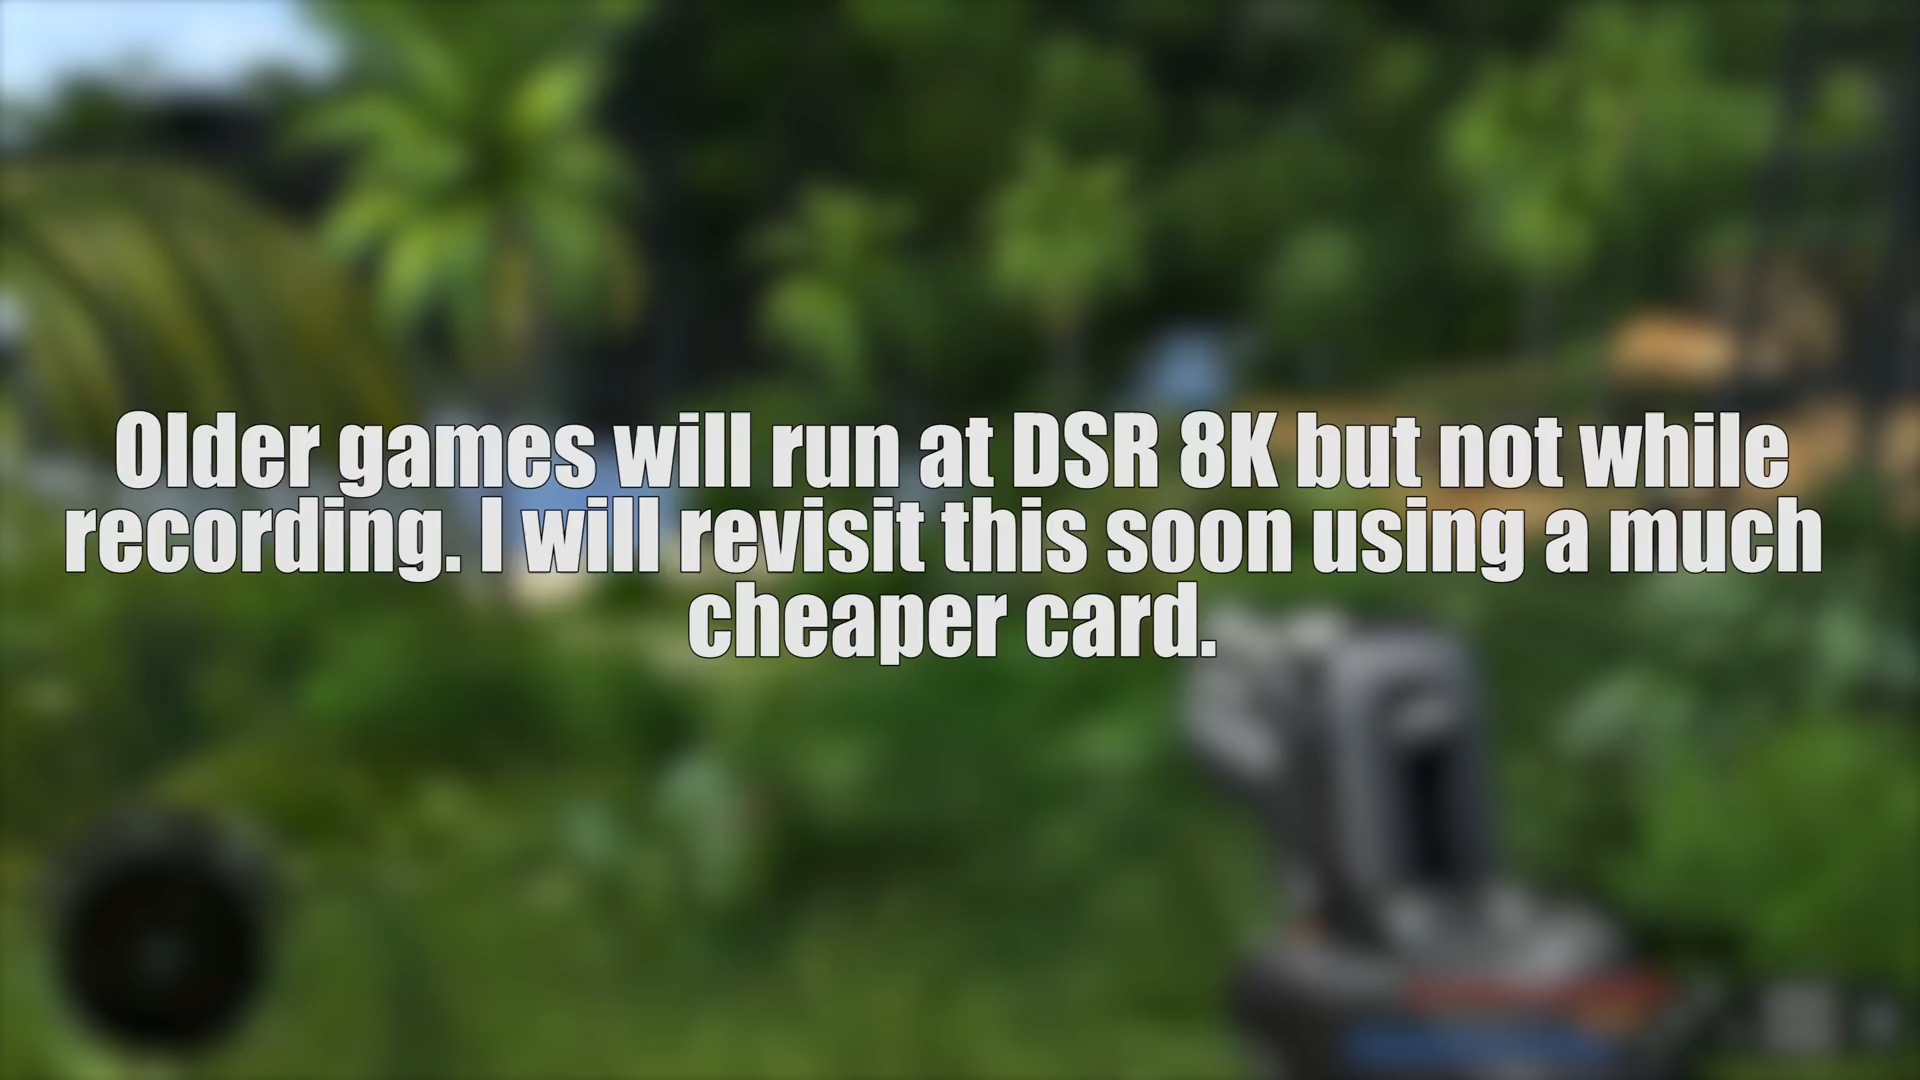 Older games will run at DSR 8K but not while
recording. I will revisit this soon using a much
cheaper card.